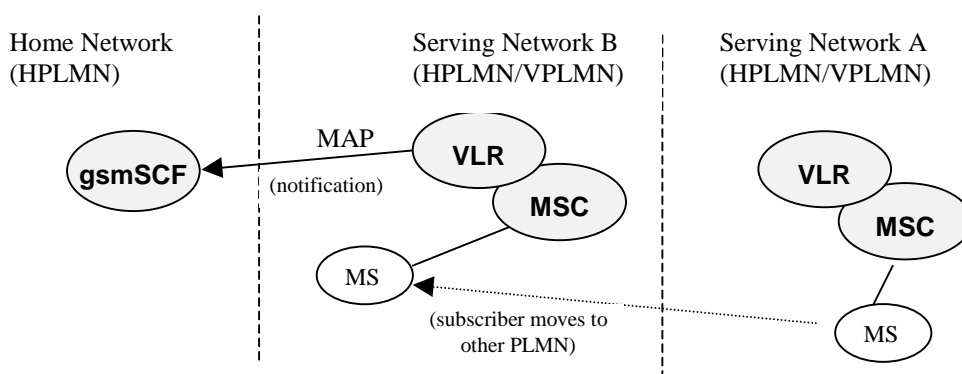 Home Network
(HPLMN)
Serving Network B
(HPLMN/VPLMN)
Serving Network A
(HPLMN/VPLMN)
gsmSCF
MAP
(notification)
VLR
MSC
MS
VLR
MSC
MS
(subscriber moves to
other PLMN)